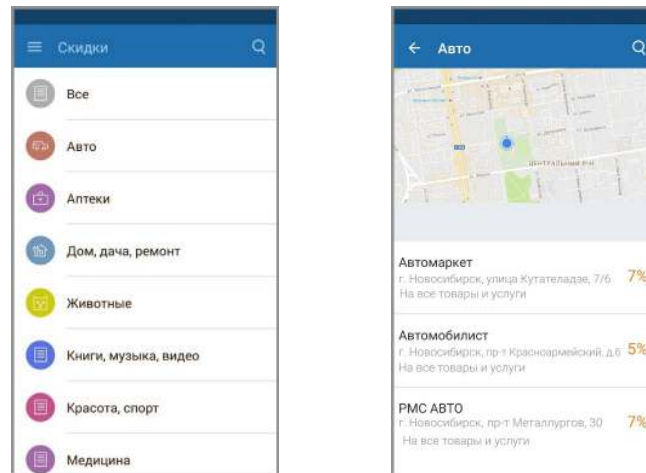 Скидки
Все
Авто
Аптеки
Дом, дача, ремонт
Животные
Книги, музыка, видео
Красота, спорт
Медицина
Авто
ЦЕНТРАЛЬНЫЙ Р-Н
Автомаркет
г. Новосибирск, улица Кутателадзе, 7/6
7%
На все товары и услуги
Автомобилист
г. Новосибирск, пр-т Красноармейский, д.6
5%
На все товары и услуги
РМС АВТО
г. Новосибирск, пр-т Металлургов, 30
7%
На все товары и услуги